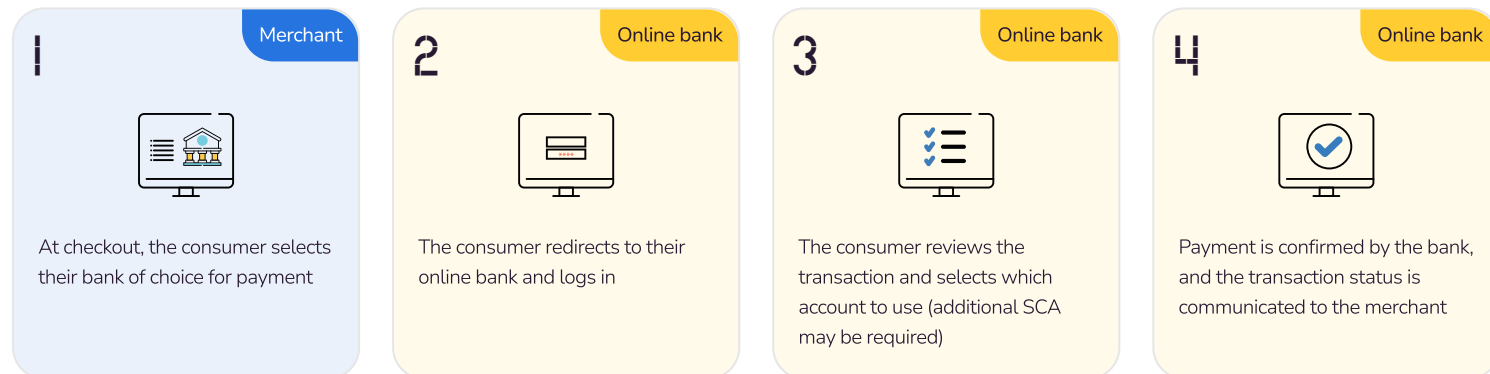 1
Merchant
At checkout, the consumer selects
their bank of choice for payment
2
Online bank
The consumer redirects to their
online bank and logs in
3
Online bank
The consumer reviews the
transaction and selects which
account to use (additional SCA
may be required)
4
Online bank
Payment is confirmed by the bank,
and the transaction status is
communicated to the merchant